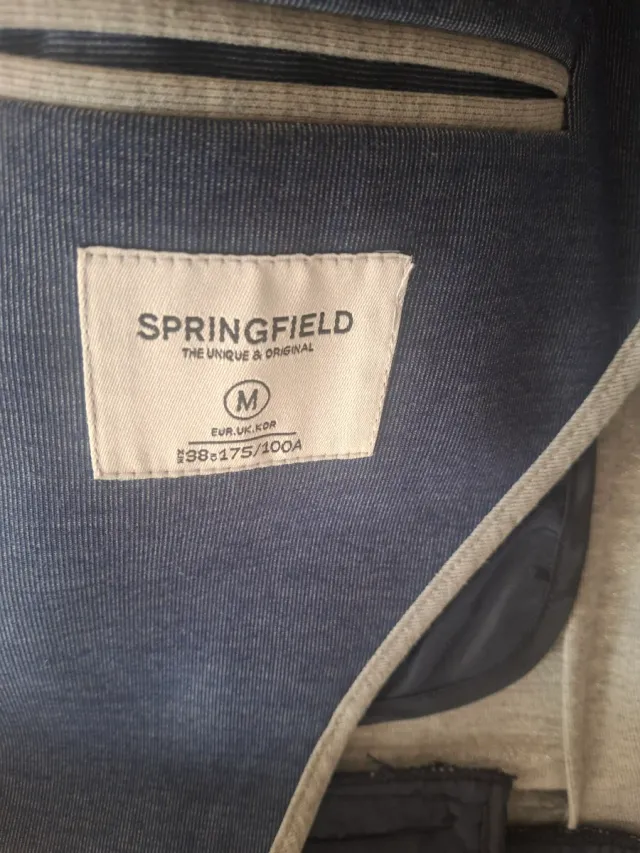 SPRINGFIELD
THE UNIQUE & ORIGINAL
M
EUR.UK.KOR
38 175/100A